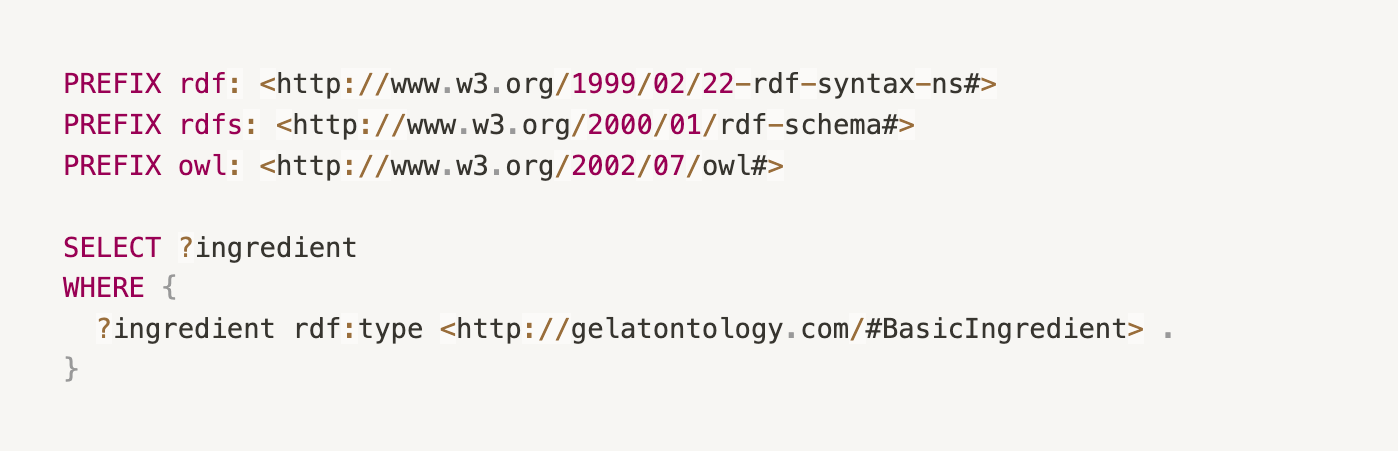 PREFIX rdf: <http://www.w3.org/1999/02/22-rdf-syntax-ns#>
PREFIX rdfs: <http://www.w3.org/2000/01/rdf-schema#>
PREFIX owl: <http://www.w3.org/2002/07/owl#>
SELECT ?ingredient
WHERE {
?ingredient rdf:type <http://gelatontology.com/#BasicIngredient> .
}